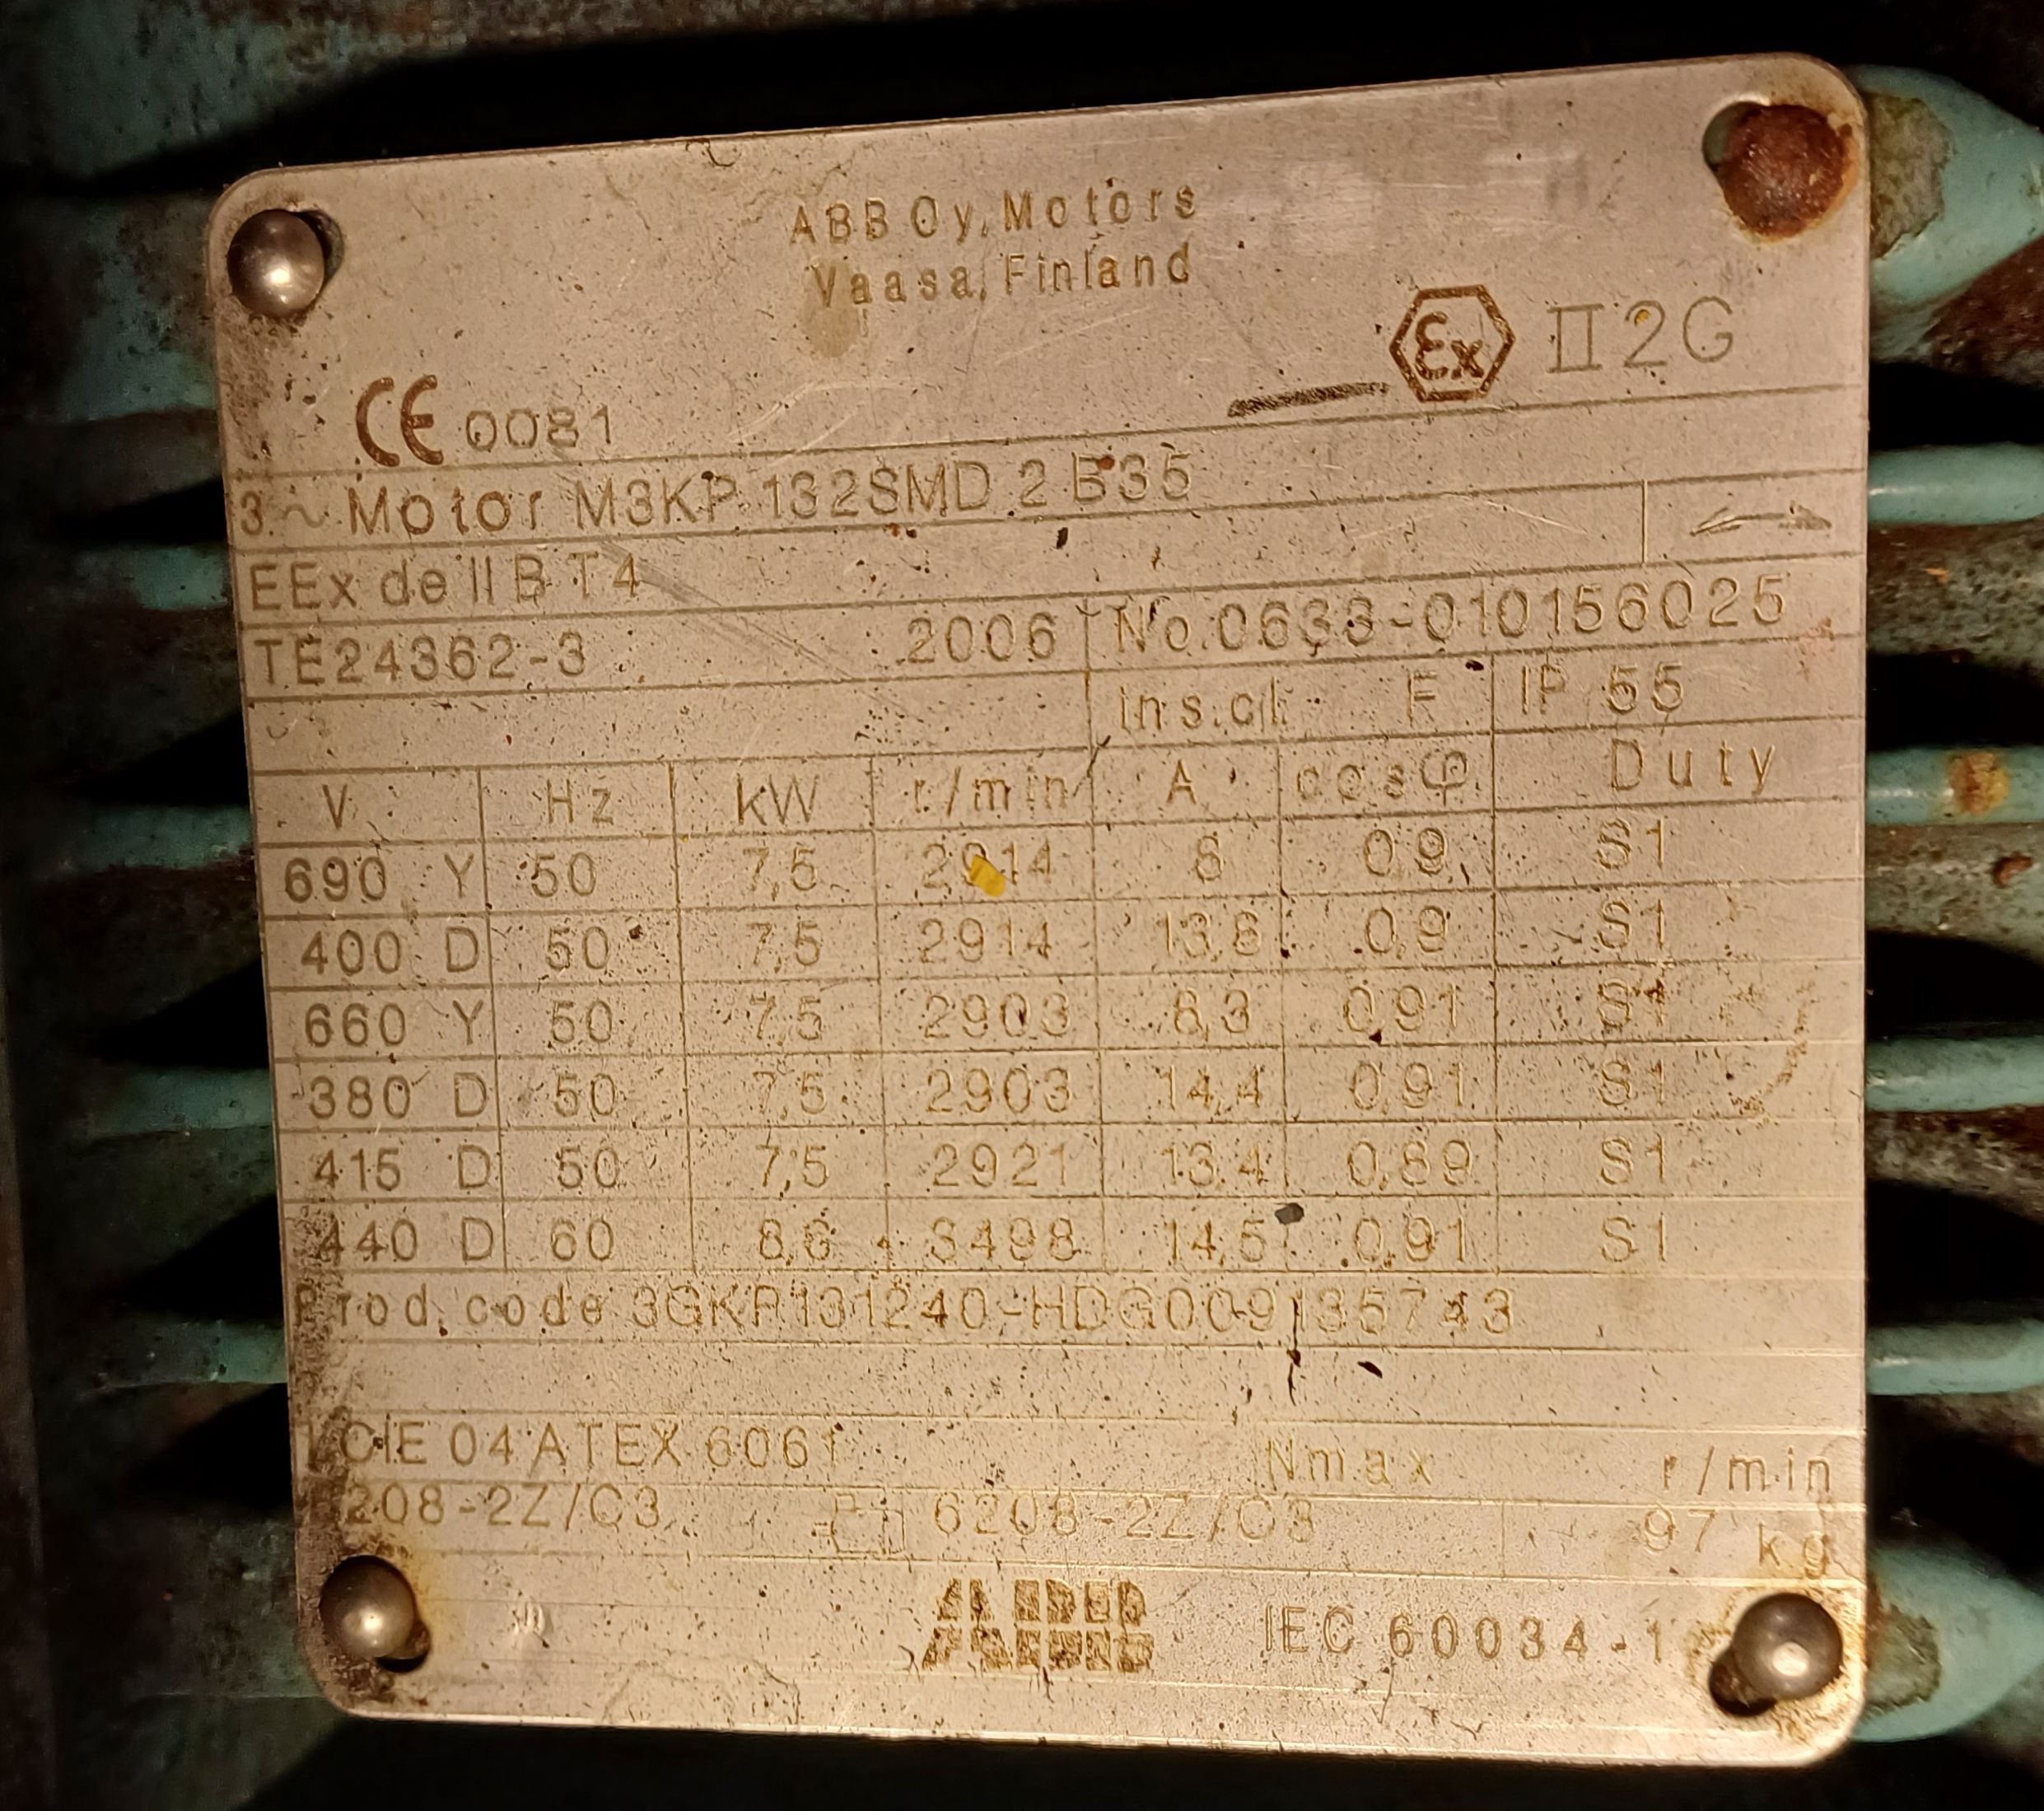 ABB Oy, Motors
Vaasa, Finland
Ex II 2 G
CE 0081
3 ~ Motor M3KP 132SMD 2 B35
EEx de II B T4
TE24362-3 2006 No.0633-010156025
Ins.cl. F IP 55
V Hz kW r/min A cosφ Duty
690 Y 50 7,5 2914 8 0,9 S1
400 D 50 7,5 2914 13,8 0,9 S1
660 Y 50 7,5 2903 8,3 0,91 S1
380 D 50 7,5 2903 14,4 0,91 S1
415 D 50 7,5 2921 13,4 0,89 S1
440 D 60 8,6 3498 14,5 0,91 S1
Prod. code 3GKP131240-HDG009135743
LCIE 04 ATEX 6061 Nmax r/min
208-2Z/C3 6208-2Z/C3 97 kg
ABB IEC 60034-1